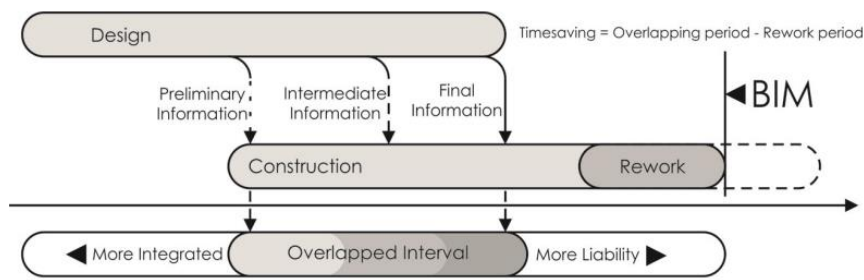 Design
Timesaving = Overlapping period - Rework period
Preliminary
Information
Intermediate
Information
Final
Information
◄BIM
Construction
Rework
◄ More Integrated
Overlapped Interval
More Liability ►